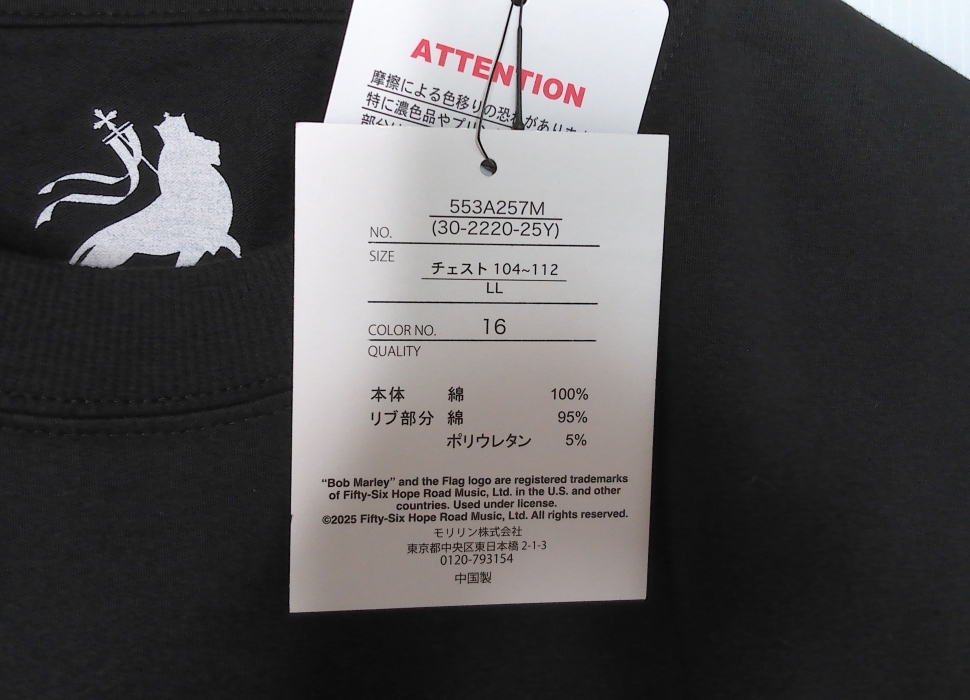 ATTENTION
摩擦による色移りの恐れがありま
特に濃色品やプリ
553A257M
NO. (30-2220-25Y)
SIZE
チェスト 104~112
LL
COLOR NO. 16
QUALITY
本体 綿 100%
リブ部分 綿 95%
ポリウレタン 5%
“Bob Marley” and the Flag logo are registered trademarks
of Fifty-Six Hope Road Music, Ltd. in the U.S. and other
countries. Used under license.
©2025 Fifty-Six Hope Road Music, Ltd. All rights reserved.
モリリン株式会社
東京都中央区東日本橋 2-1-3
0120-793154
中国製